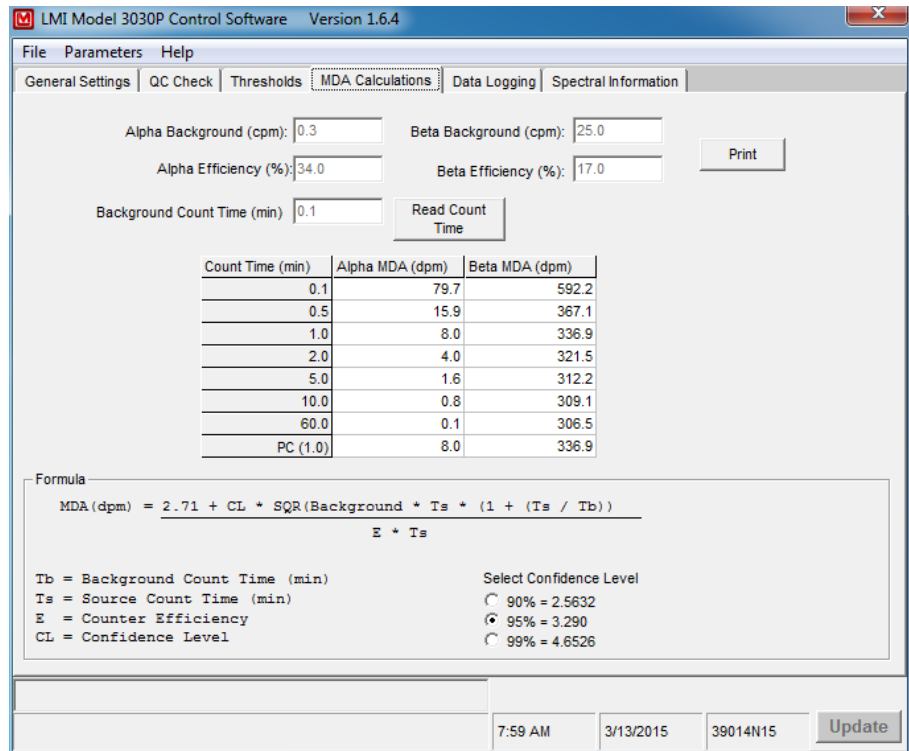 LMI Model 3030P Control Software Version 1.6.4
File Parameters Help
General Settings QC Check Thresholds MDA Calculations Data Logging Spectral Information
Alpha Background (cpm): 0.3 Beta Background (cpm): 25.0
Print
Alpha Efficiency (%): 34.0 Beta Efficiency (%): 17.0
Background Count Time (min) 0.1 Read Count
Time
Count Time (min) Alpha MDA (dpm) Beta MDA (dpm)
0.1 79.7 592.2
0.5 15.9 367.1
1.0 8.0 336.9
2.0 4.0 321.5
5.0 1.6 312.2
10.0 0.8 309.1
60.0 0.1 306.5
PC (1.0) 8.0 336.9
Formula
MDA(dpm) = 2.71 + CL * SQR(Background * Ts * (1 + (Ts / Tb))
E * Ts
Tb = Background Count Time (min)
Ts = Source Count Time (min)
E = Counter Efficiency
CL = Confidence Level
Select Confidence Level
90% = 2.5632
95% = 3.290
99% = 4.6526
7:59 AM 3/13/2015 39014N15 Update